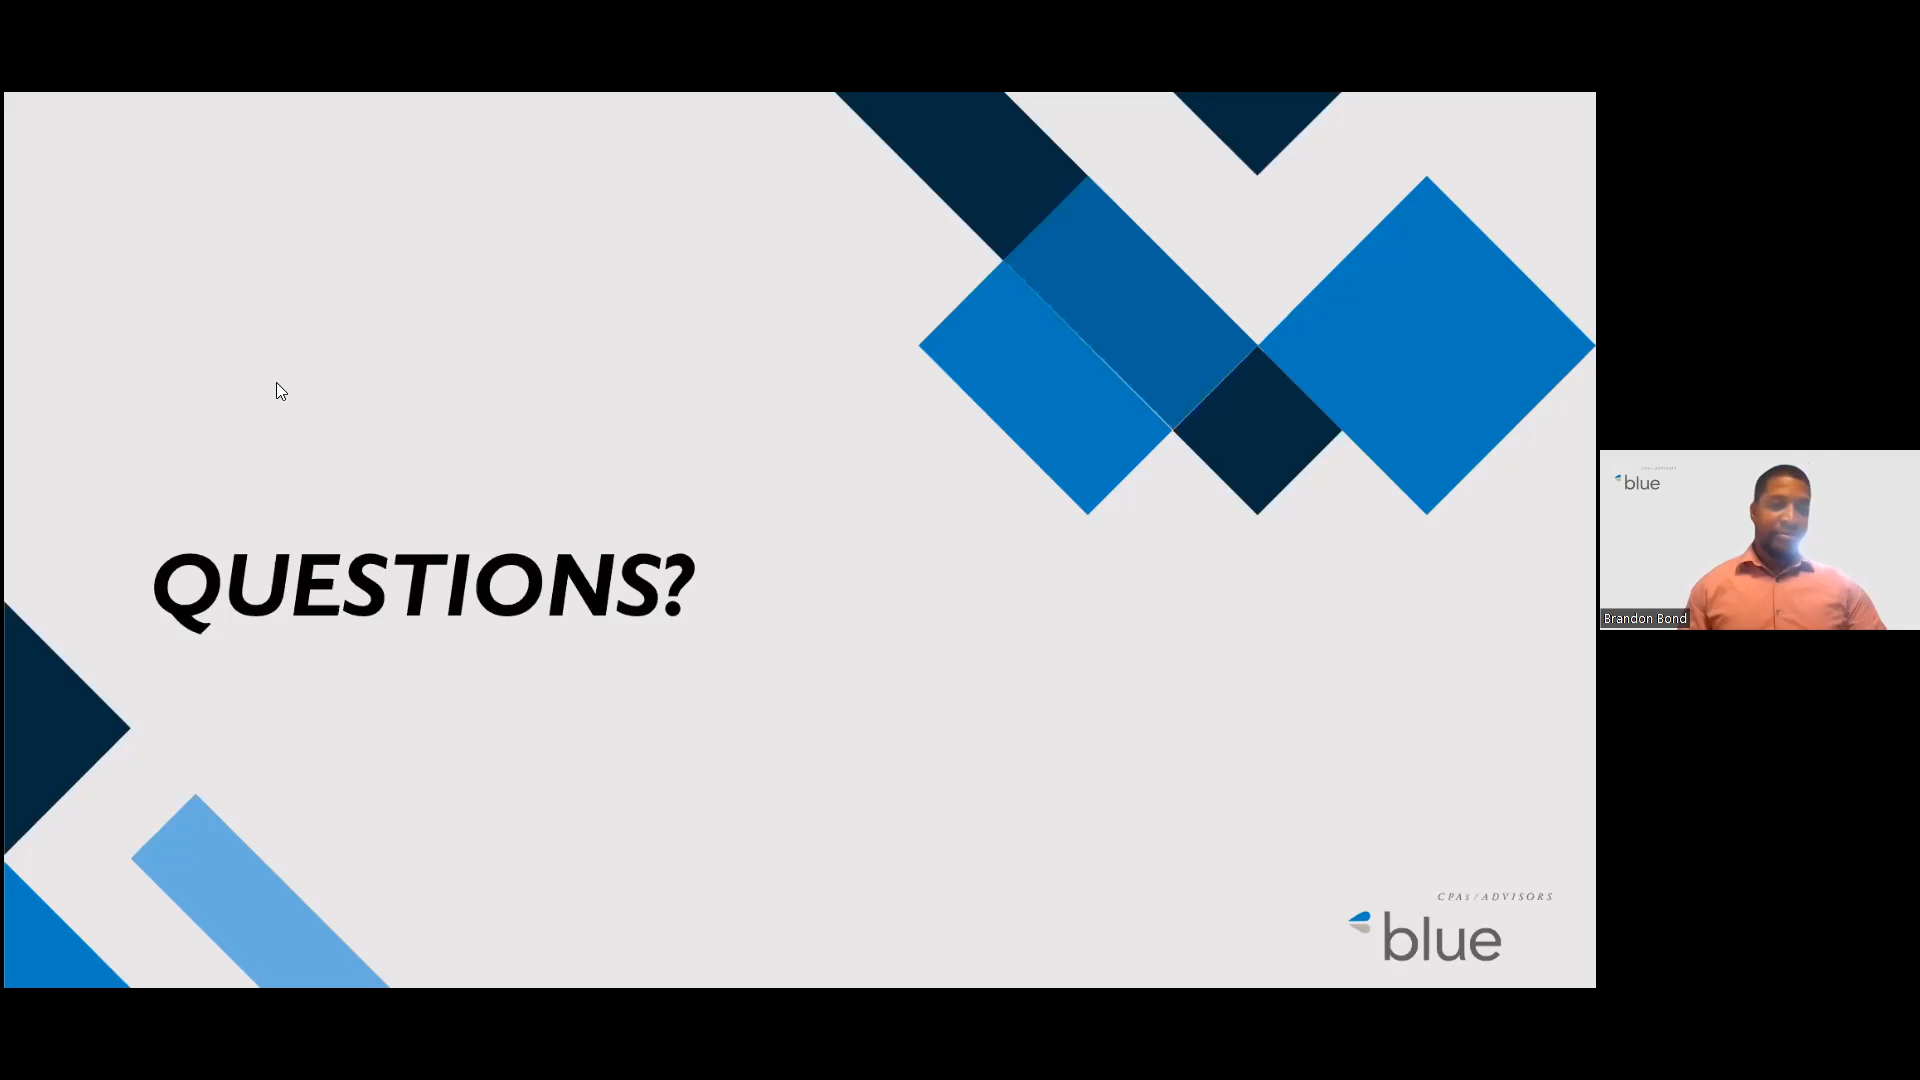 QUESTIONS?
CPAs / ADVISORS
blue
blue
Brandon Bond